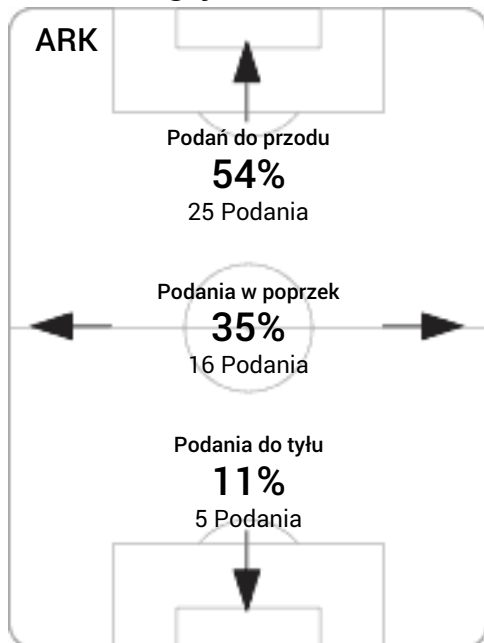 ARK
Podań do przodu
54%
25 Podania
Podania w poprzek
35%
16 Podania
Podania do tyłu
11%
5 Podania